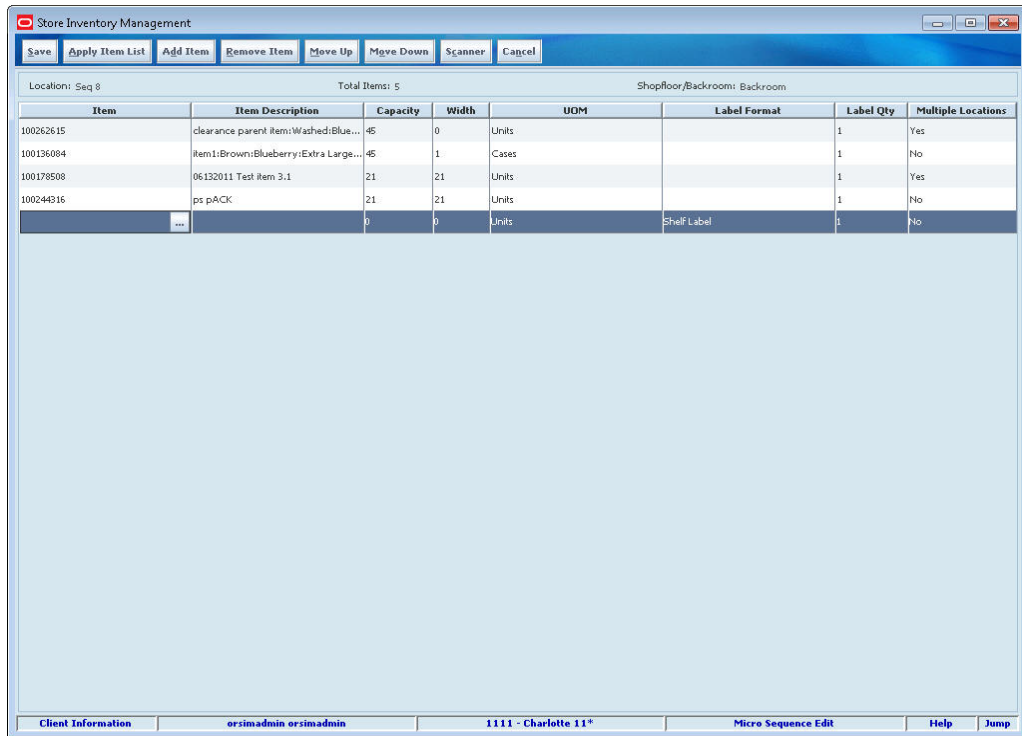 Store Inventory Management
Save Apply Item List Add Item Remove Item Move Up Move Down Scanner Cancel
Location: Seq 8 Total Items: 5 Shopfloor/Backroom: Backroom
Item Item Description Capacity Width UOM Label Format Label Qty Multiple Locations
100262615 clearance parent item:Washed:Blue... 45 0 Units 1 Yes
100136084 item1:Brown:Blueberry:Extra Large... 45 1 Cases 1 No
100178508 06132011 Test item 3.1 21 21 Units 1 Yes
100244316 ps pACK 21 21 Units 1 No
... 0 0 Units Shelf Label 1 No
Client Information orsimadmin orsimadmin 1111 - Charlotte 11* Micro Sequence Edit Help Jump